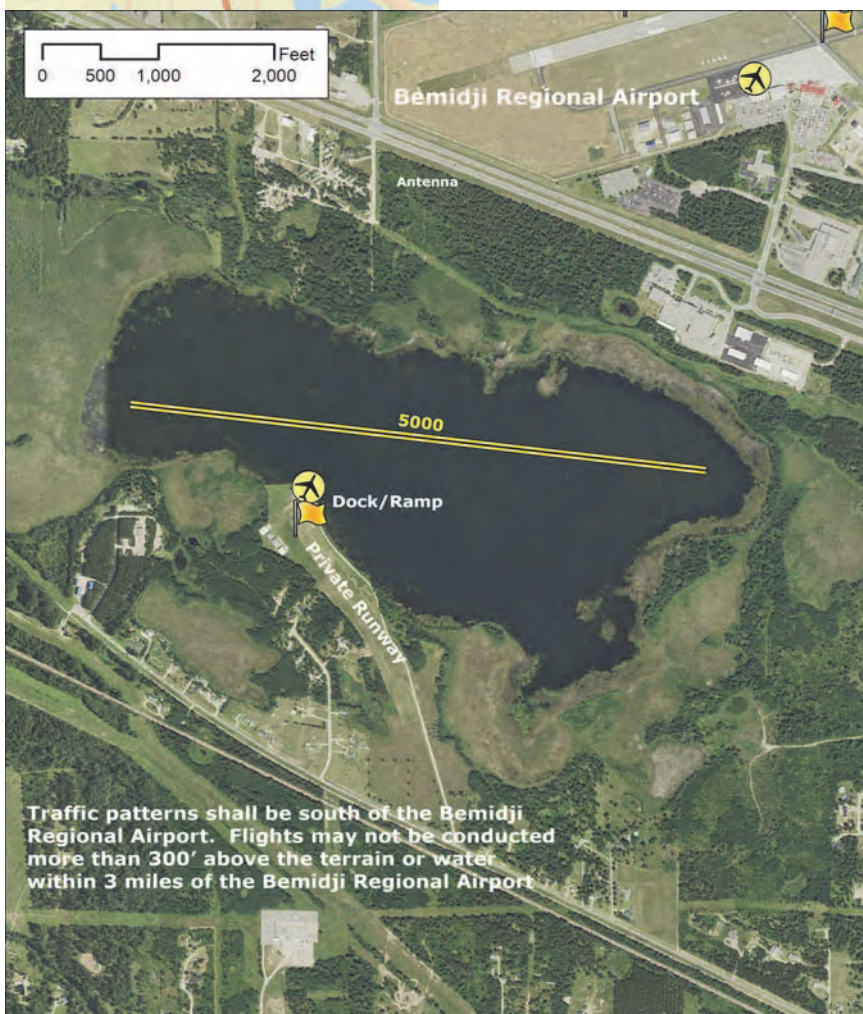 Feet
0 500 1,000 2,000
Bemidji Regional Airport
Antenna
5000
Dock/Ramp
Private Runway
Traffic patterns shall be south of the Bemidji
Regional Airport. Flights may not be conducted
more than 300’ above the terrain or water
within 3 miles of the Bemidji Regional Airport